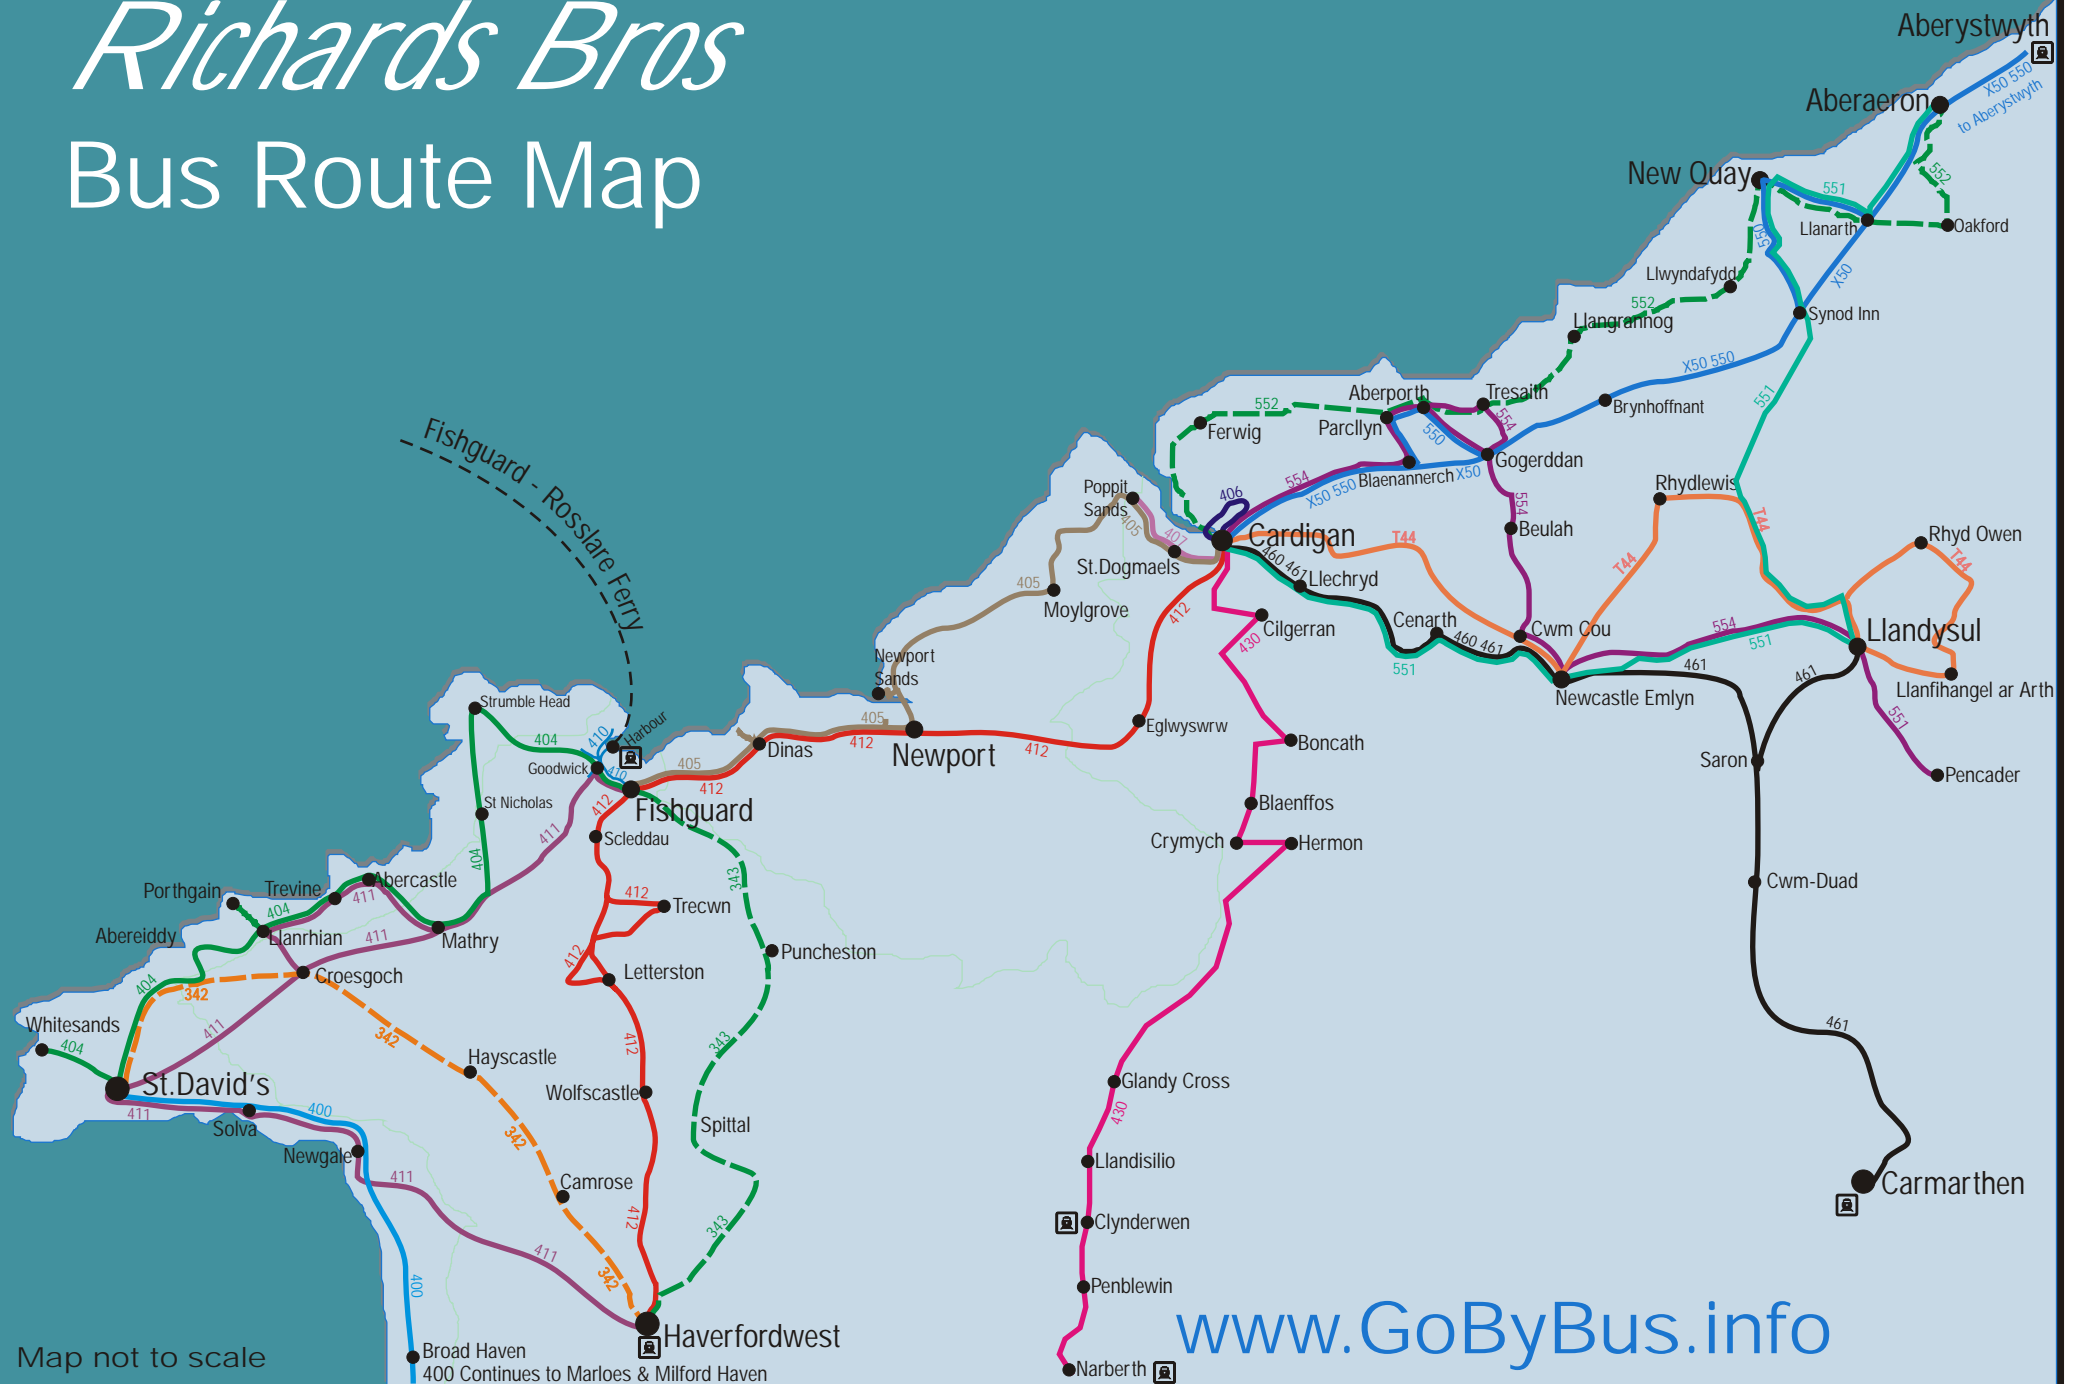 Richards Bros
Bus Route Map
Aberystwyth
X50 550
to Aberystwyth
Aberaeron
552
New Quay
551
Llanarth
Oakford
550
Llwyndafydd
X50
552
Llangrannog
Synod Inn
X50 550
551
Aberporth
Tresaith
552
Parcllyn
550
554
Brynhoffnant
Ferwig
Gogerddan
554
X50 550
Blaenannerch
X50
406
Poppit
Sands
405
407
554
Beulah
Rhydlewis
T44
T44
Rhyd Owen
T44
Cardigan
T44
460 461
St.Dogmaels
Llechryd
405
Moylgrove
412
Cilgerran
430
Cenarth
460 461
551
Cwm Cou
554
551
Llandysul
461
461
Newcastle Emlyn
Llanfihangel ar Arth
551
Pencader
Saron
Fishguard - Rosslare Ferry
Newport
Sands
Strumble Head
404
410
Harbour
Goodwick
410
405
412
Dinas
405
412
Newport
412
Eglwyswrw
Boncath
St Nicholas
411
412
Fishguard
Scleddau
404
343
Blaenffos
Crymych
Hermon
Cwm-Duad
Porthgain
Trevine
Abercastle
411
404
412
Trecwn
Abereiddy
Llanrhian
411
Mathry
412
Puncheston
Letterston
Croesgoch
404
342
411
342
Whitesands
404
412
343
461
Hayscastle
Wolfscastle
Glandy Cross
430
St.David's
411
400
Solva
342
Spittal
Newgale
411
Camrose
Llandisilio
Carmarthen
412
343
Clynderwen
411
342
400
Penblewin
Haverfordwest
www.GoByBus.info
Map not to scale
Broad Haven
400 Continues to Marloes & Milford Haven
Narberth